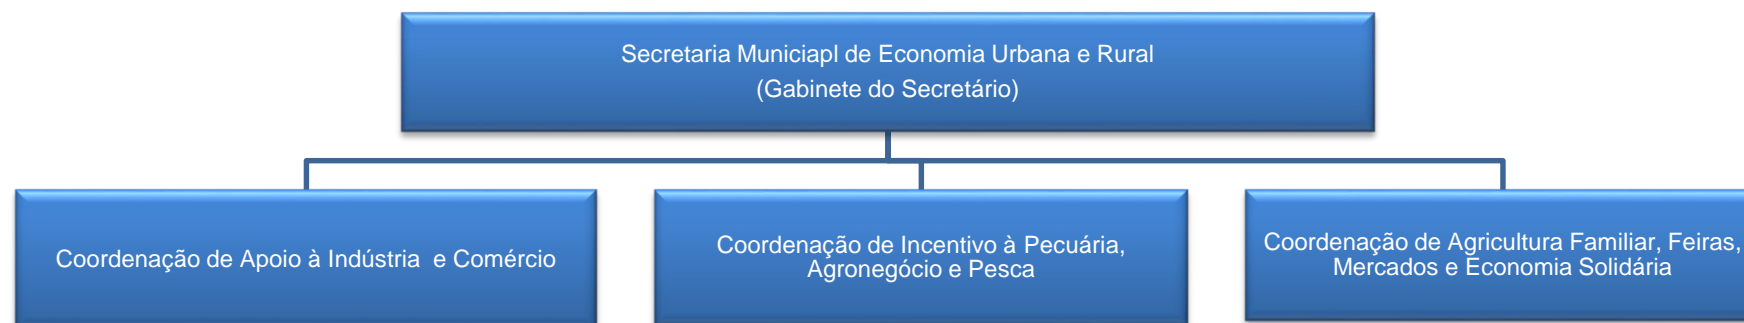 Secretaria Municiapl de Economia Urbana e Rural
(Gabinete do Secretário)
Coordenação de Apoio à Indústria  e Comércio
Coordenação de Incentivo à Pecuária,
Agronegócio e Pesca
Coordenação de Agricultura Familiar, Feiras,
Mercados e Economia Solidária